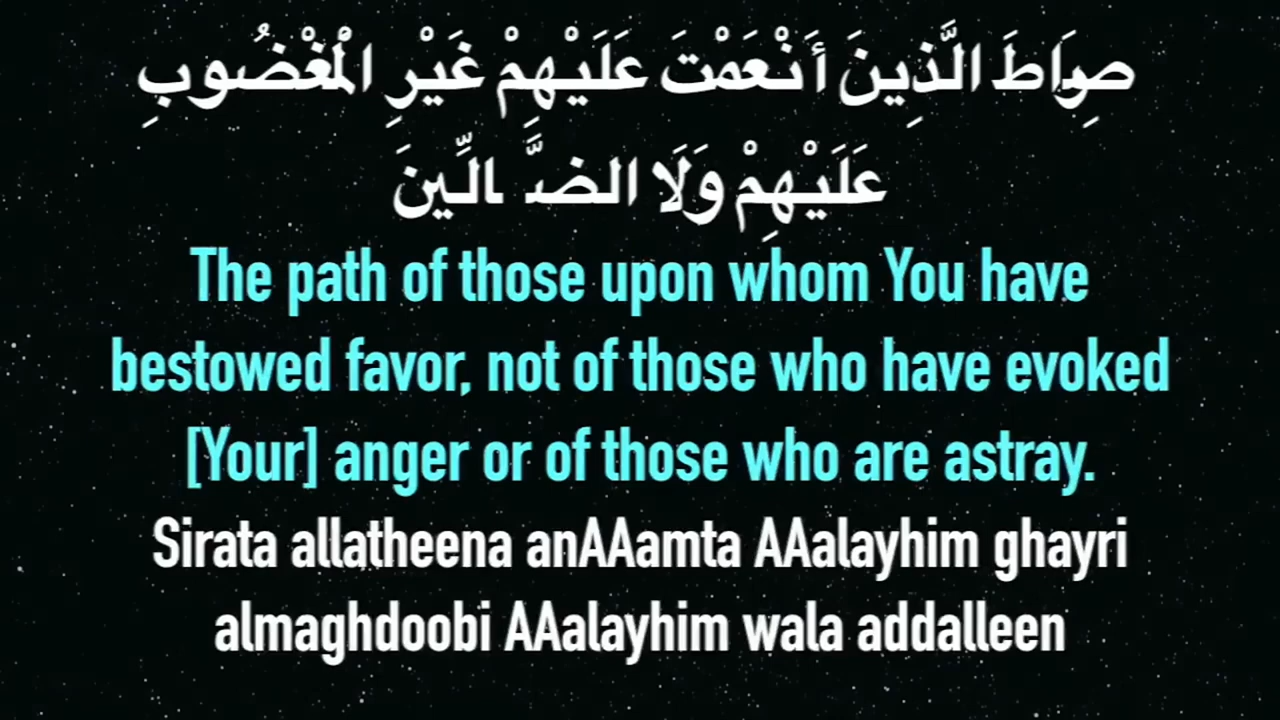 صِرَاطَ الَّذِينَ أَنْعَمْتَ عَلَيْهِمْ غَيْرِ الْمَغْضُوبِ
عَلَيْهِمْ وَلَا الضَّالِّينَ
The path of those upon whom You have
bestowed favor, not of those who have evoked
[Your] anger or of those who are astray.
Sirata allatheena anAAamta AAalayhim ghayri
almaghdoobi AAalayhim wala addalleen